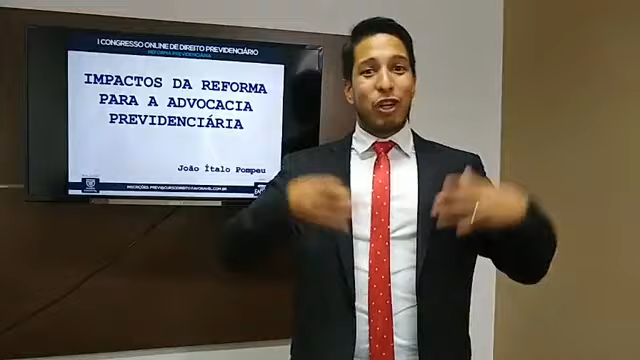 I CONGRESSO ONLINE DE DIREITO PREVIDENCIÁRIO
REFORMA PREVIDENCIÁRIA
IMPACTOS DA REFORMA
PARA A ADVOCACIA
PREVIDENCIÁRIA
João Ítalo Pompeu